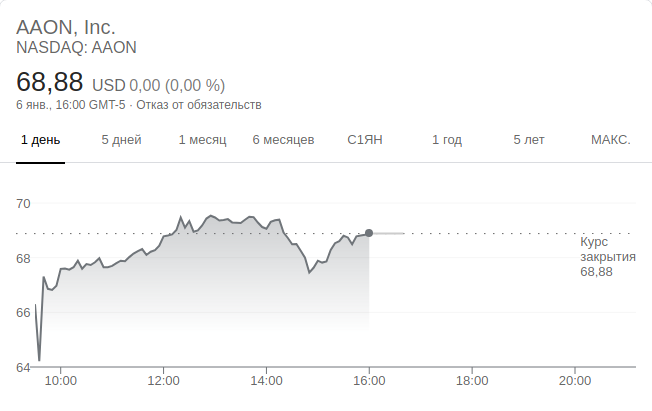 AAON, Inc.
NASDAQ: AAON
68,88 USD 0,00 (0,00 %)
6 янв., 16:00 GMT-5 · Отказ от обязательств
1 день 5 дней 1 месяц 6 месяцев С1ЯН 1 год 5 лет МАКС.
70
68
66
64
Курс
закрытия
68,88
10:00 12:00 14:00 16:00 18:00 20:00